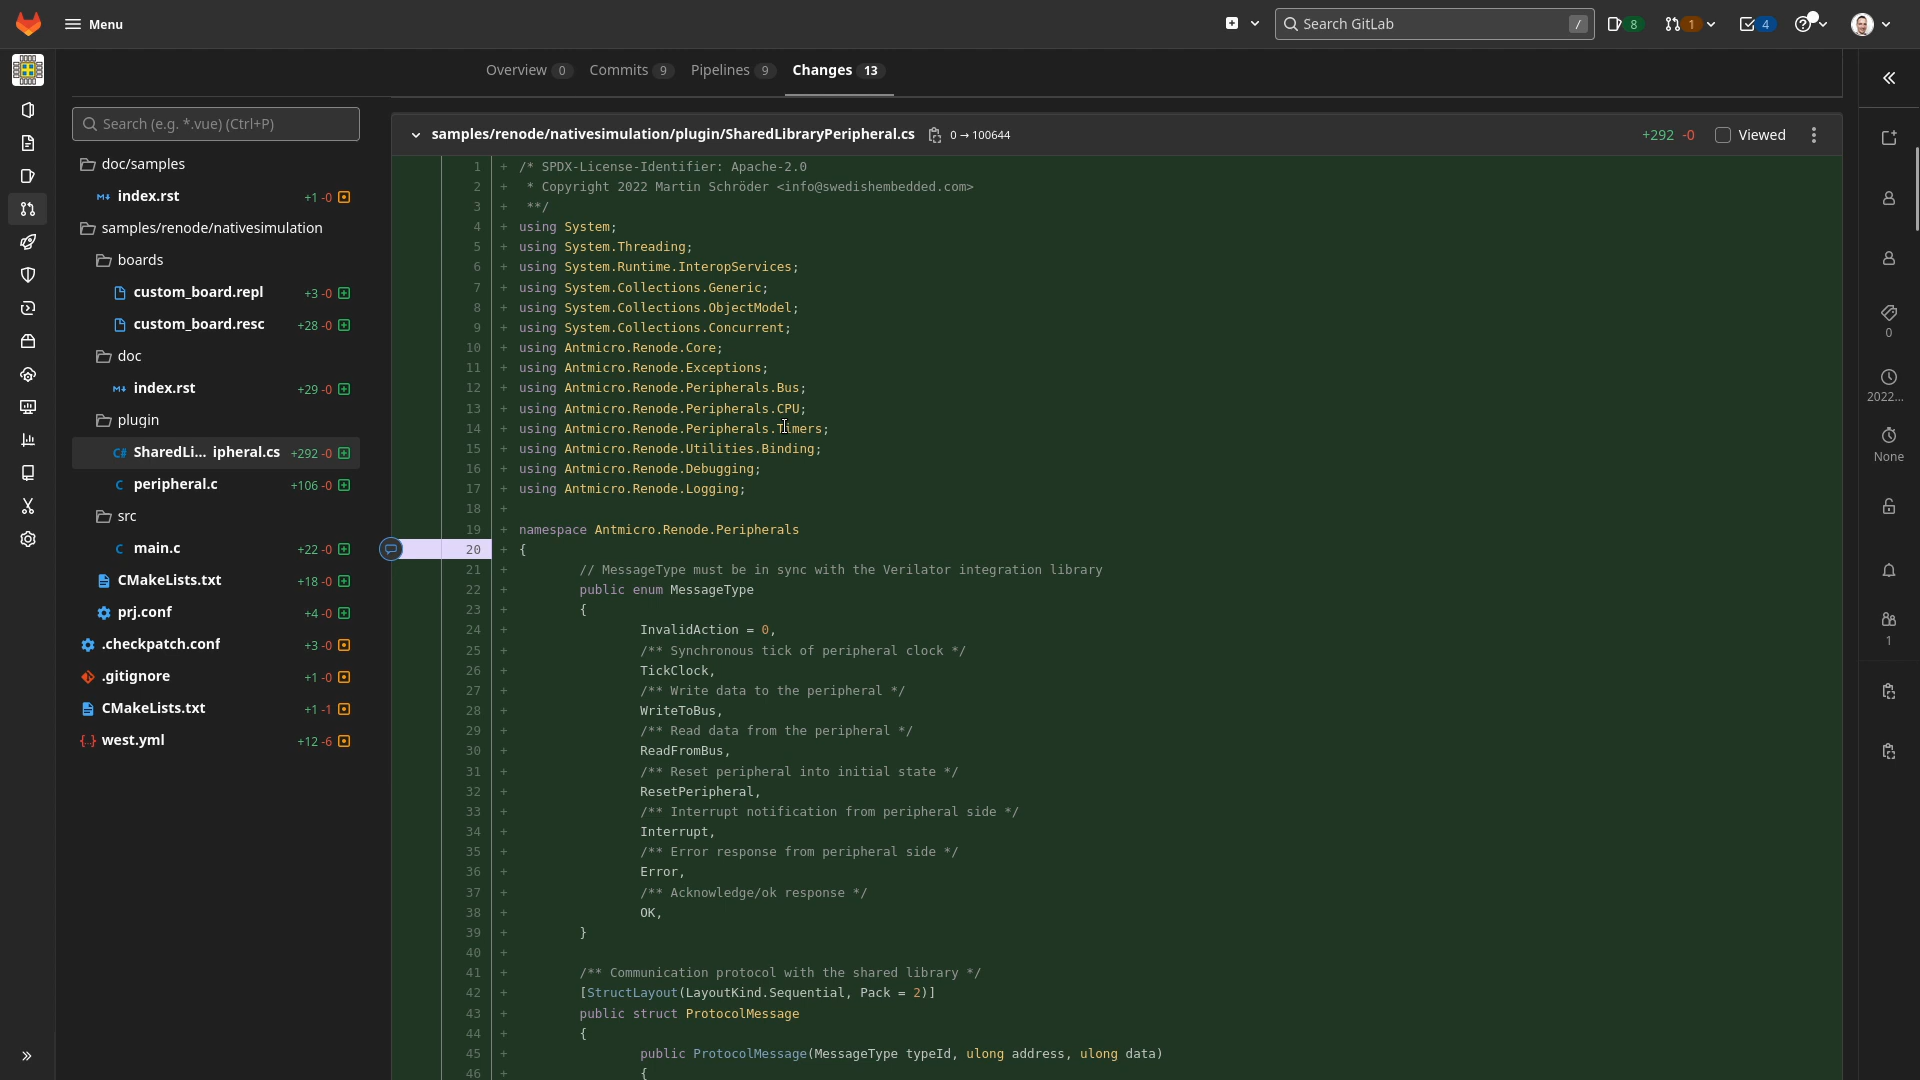 Menu
Search GitLab
/
8
1
4
Overview 0
Commits 9
Pipelines 9
Changes 13
Search (e.g. *.vue) (Ctrl+P)
doc/samples
index.rst +1 -0
samples/renode/nativesimulation
boards
custom_board.repl +3 -0
custom_board.resc +28 -0
doc
index.rst +29 -0
plugin
SharedLi... ipheral.cs +292 -0
peripheral.c +106 -0
src
main.c +22 -0
CMakeLists.txt +18 -0
prj.conf +4 -0
.checkpatch.conf +3 -0
.gitignore +1 -0
CMakeLists.txt +1 -1
west.yml +12 -6
samples/renode/nativesimulation/plugin/SharedLibraryPeripheral.cs 0 → 100644 +292 -0 Viewed
1 + /* SPDX-License-Identifier: Apache-2.0
2 + * Copyright 2022 Martin Schröder <info@swedishembedded.com>
3 + **/
4 + using System;
5 + using System.Threading;
6 + using System.Runtime.InteropServices;
7 + using System.Collections.Generic;
8 + using System.Collections.ObjectModel;
9 + using System.Collections.Concurrent;
10 + using Antmicro.Renode.Core;
11 + using Antmicro.Renode.Exceptions;
12 + using Antmicro.Renode.Peripherals.Bus;
13 + using Antmicro.Renode.Peripherals.CPU;
14 + using Antmicro.Renode.Peripherals.Timers;
15 + using Antmicro.Renode.Utilities.Binding;
16 + using Antmicro.Renode.Debugging;
17 + using Antmicro.Renode.Logging;
18 +
19 + namespace Antmicro.Renode.Peripherals
20 + {
21 + // MessageType must be in sync with the Verilator integration library
22 + public enum MessageType
23 + {
24 + InvalidAction = 0,
25 + /** Synchronous tick of peripheral clock */
26 + TickClock,
27 + /** Write data to the peripheral */
28 + WriteToBus,
29 + /** Read data from the peripheral */
30 + ReadFromBus,
31 + /** Reset peripheral into initial state */
32 + ResetPeripheral,
33 + /** Interrupt notification from peripheral side */
34 + Interrupt,
35 + /** Error response from peripheral side */
36 + Error,
37 + /** Acknowledge/ok response */
38 + OK,
39 + }
40 +
41 + /** Communication protocol with the shared library */
42 + [StructLayout(LayoutKind.Sequential, Pack = 2)]
43 + public struct ProtocolMessage
44 + {
45 + public ProtocolMessage(MessageType typeId, ulong address, ulong data)
46 + {
0
2022...
None
1